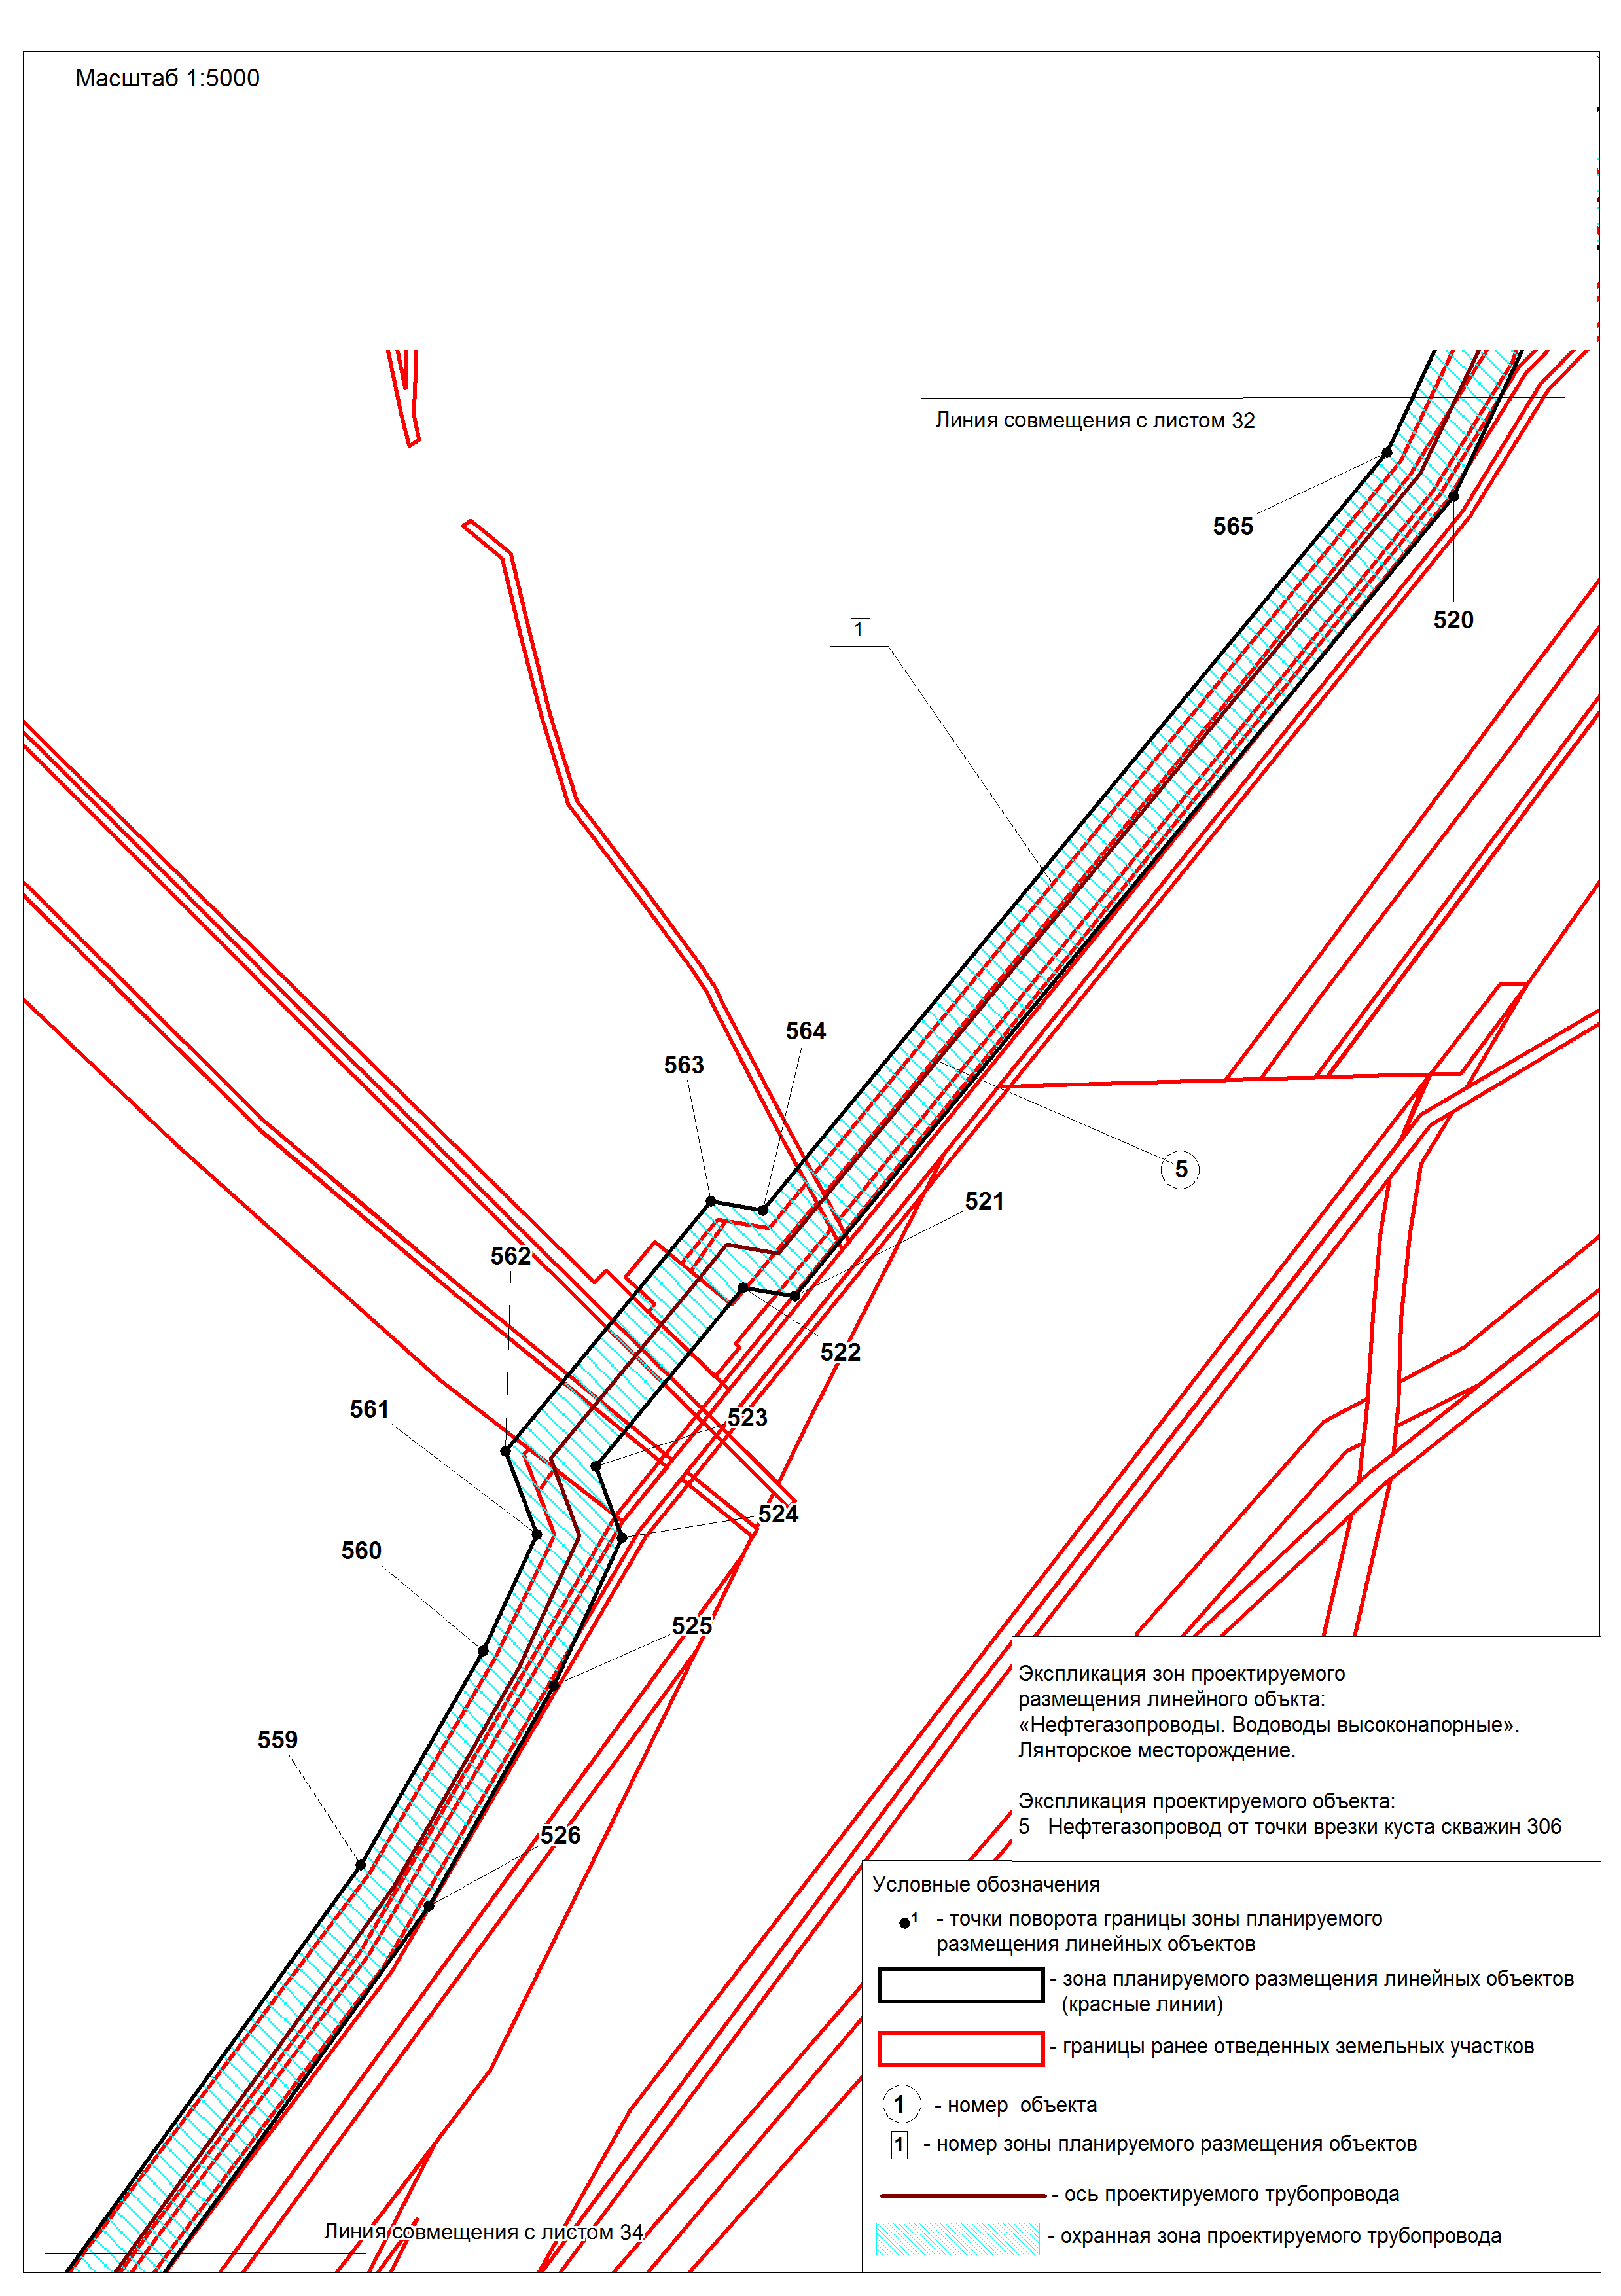 Масштаб 1:5000
Линия совмещения с листом 32
565
520
1
564
563
5
521
562
522
561
523
524
560
525
559
526
Экспликация зон проектируемого
размещения линейного объкта:
«Нефтегазопроводы. Водоводы высоконапорные».
Лянторское месторождение.
Экспликация проектируемого объекта:
5 Нефтегазопровод от точки врезки куста скважин 306
Условные обозначения
1 - точки поворота границы зоны планируемого
размещения линейных объектов
- зона планируемого размещения линейных объектов
(красные линии)
- границы ранее отведенных земельных участков
1 - номер объекта
1 - номер зоны планируемого размещения объектов
- ось проектируемого трубопровода
- охранная зона проектируемого трубопровода
Линия совмещения с листом 34